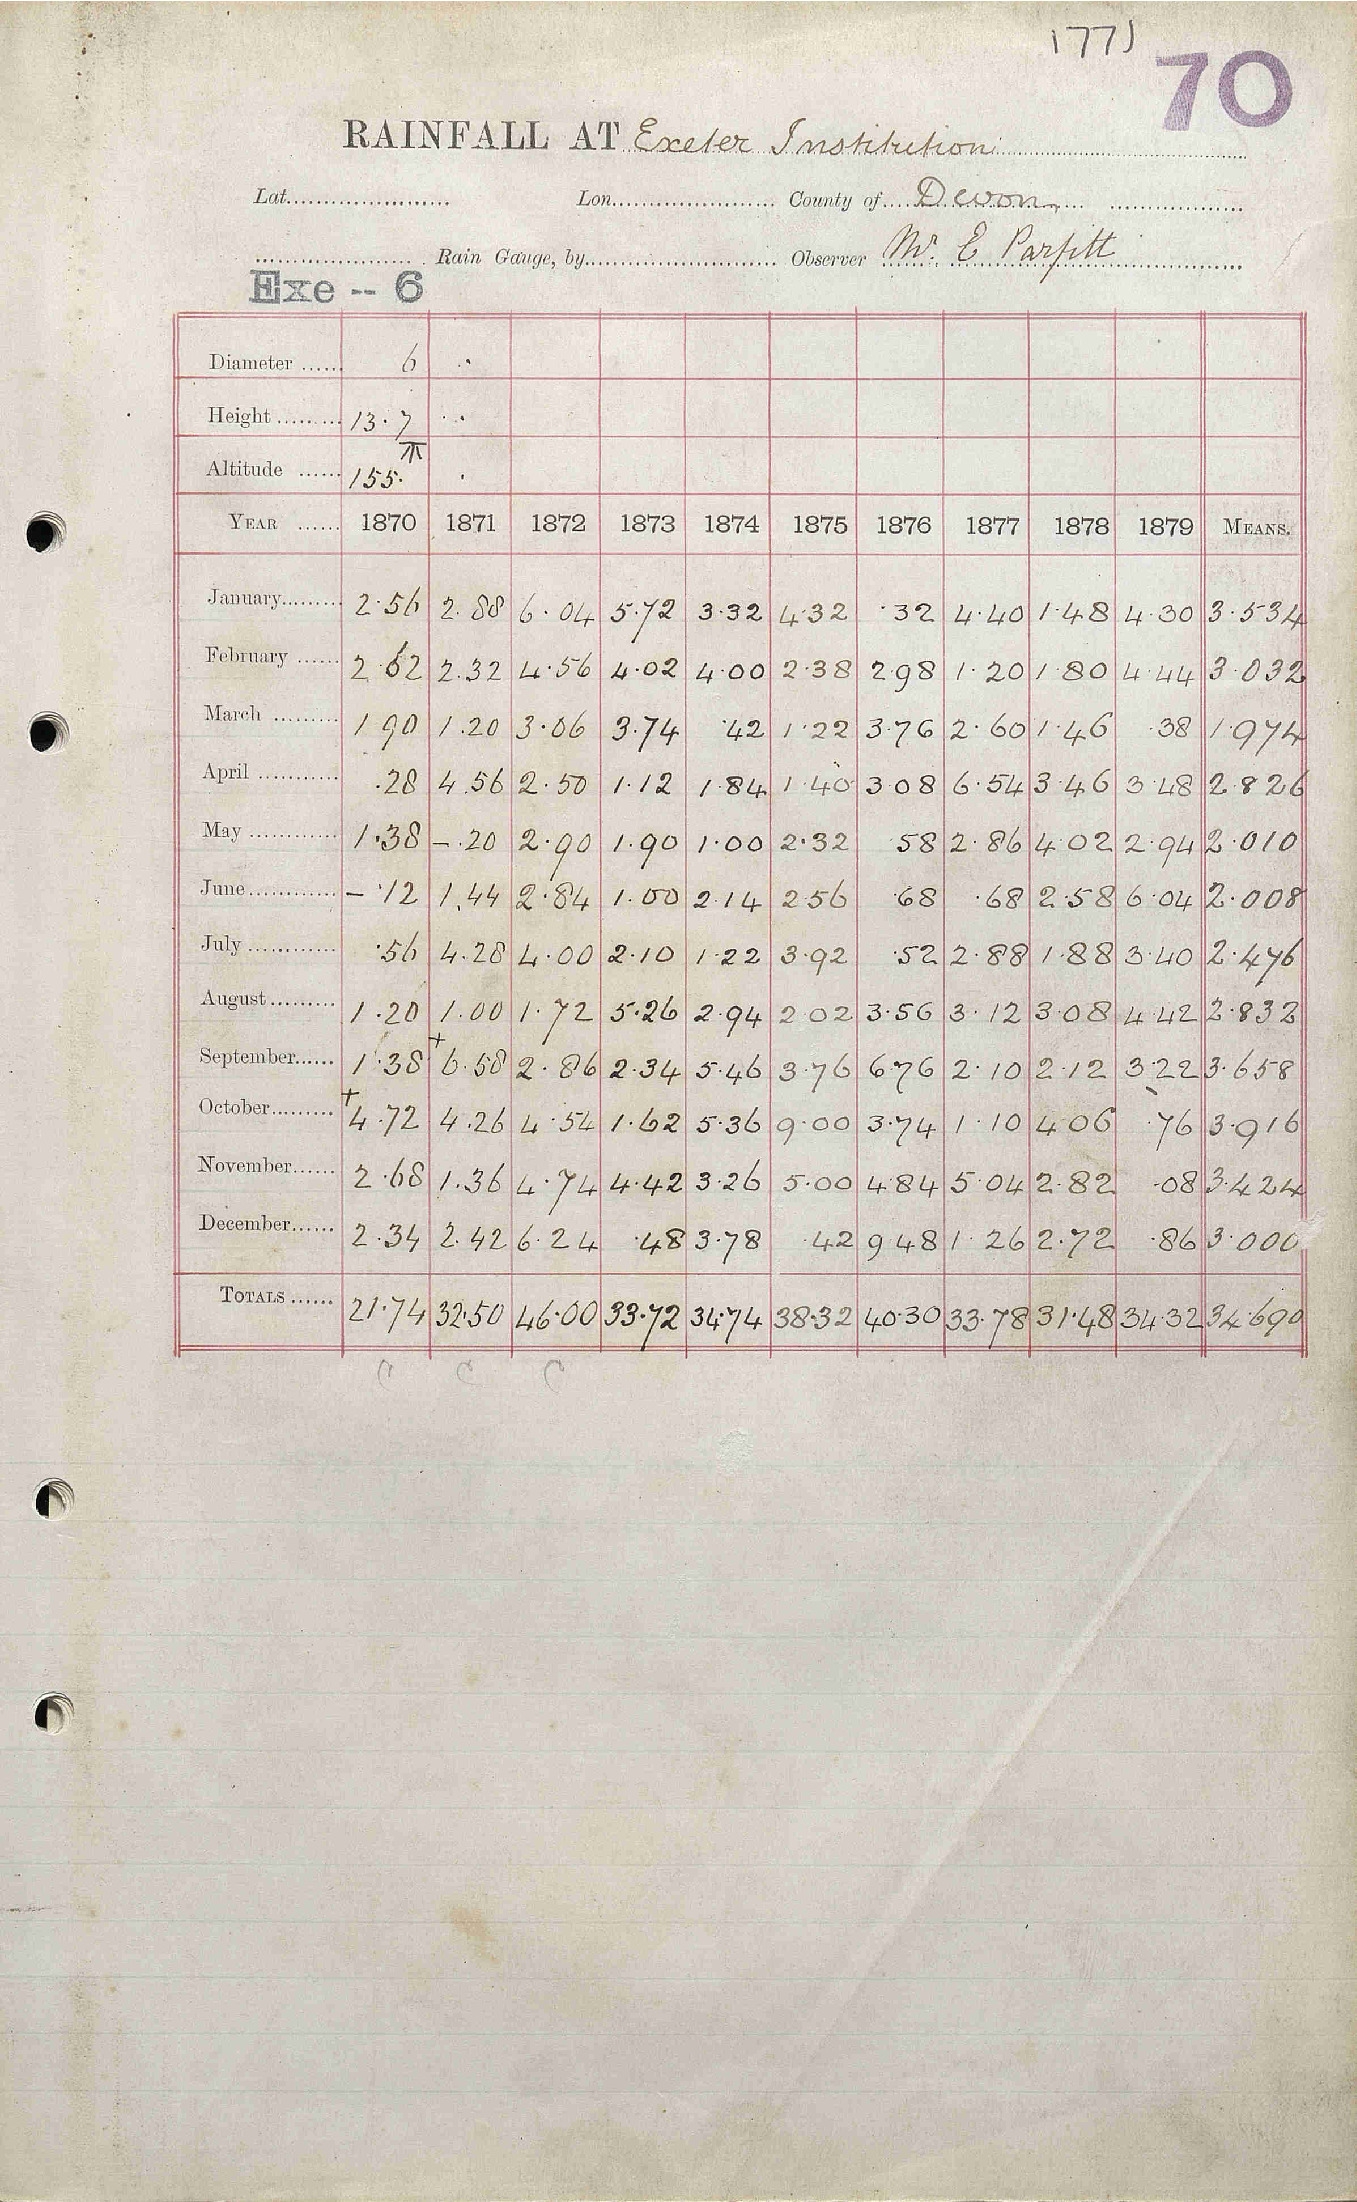 1771
70
RAINFALL AT Exeter Institution
Lat. Lon. County of Devon
Rain Gauge, by Observer Mr. E Parfitt
Exe -- 6
Diameter 6
Height 13.7
Altitude 155.
YEAR 1870 1871 1872 1873 1874 1875 1876 1877 1878 1879 MEANS.
January 2.56 2.88 6.04 5.72 3.32 4.32 .32 4.40 1.48 4.30 3.534
February 2.62 2.32 4.56 4.02 4.00 2.38 2.98 1.20 1.80 4.44 3.032
March 1.90 1.20 3.06 3.74 .42 1.22 3.76 2.60 1.46 .38 1.974
April .28 4.56 2.50 1.12 1.84 1.40 3.08 6.54 3.46 3.48 2.826
May 1.38 -.20 2.90 1.90 1.00 2.32 .58 2.86 4.02 2.94 2.010
June -.12 1.44 2.84 1.00 2.14 2.56 .68 .68 2.58 6.04 2.008
July .56 4.28 4.00 2.10 1.22 3.92 .52 2.88 1.88 3.40 2.476
August 1.20 1.00 1.72 5.26 2.94 2.02 3.56 3.12 3.08 4.42 2.832
September 1.38 +6.58 2.86 2.34 5.46 3.76 6.76 2.10 2.12 3.22 3.658
October +4.72 4.26 4.54 1.62 5.36 9.00 3.74 1.10 4.06 .76 3.916
November 2.68 1.36 4.74 4.42 3.26 5.00 4.84 5.04 2.82 .08 3.424
December 2.34 2.42 6.24 .48 3.78 .42 9.48 1.26 2.72 .86 3.000
TOTALS 21.74 32.50 46.00 33.72 34.74 38.32 40.30 33.78 31.48 34.32 34.690
C C C